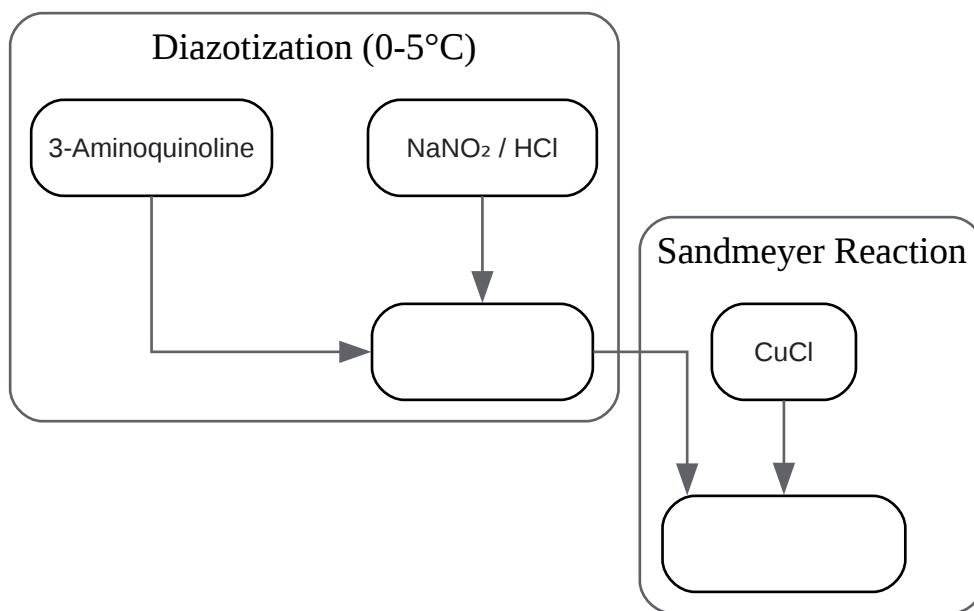 Diazotization (0-5°C)
3-Aminoquinoline
NaNO₂ / HCl
Sandmeyer Reaction
CuCl